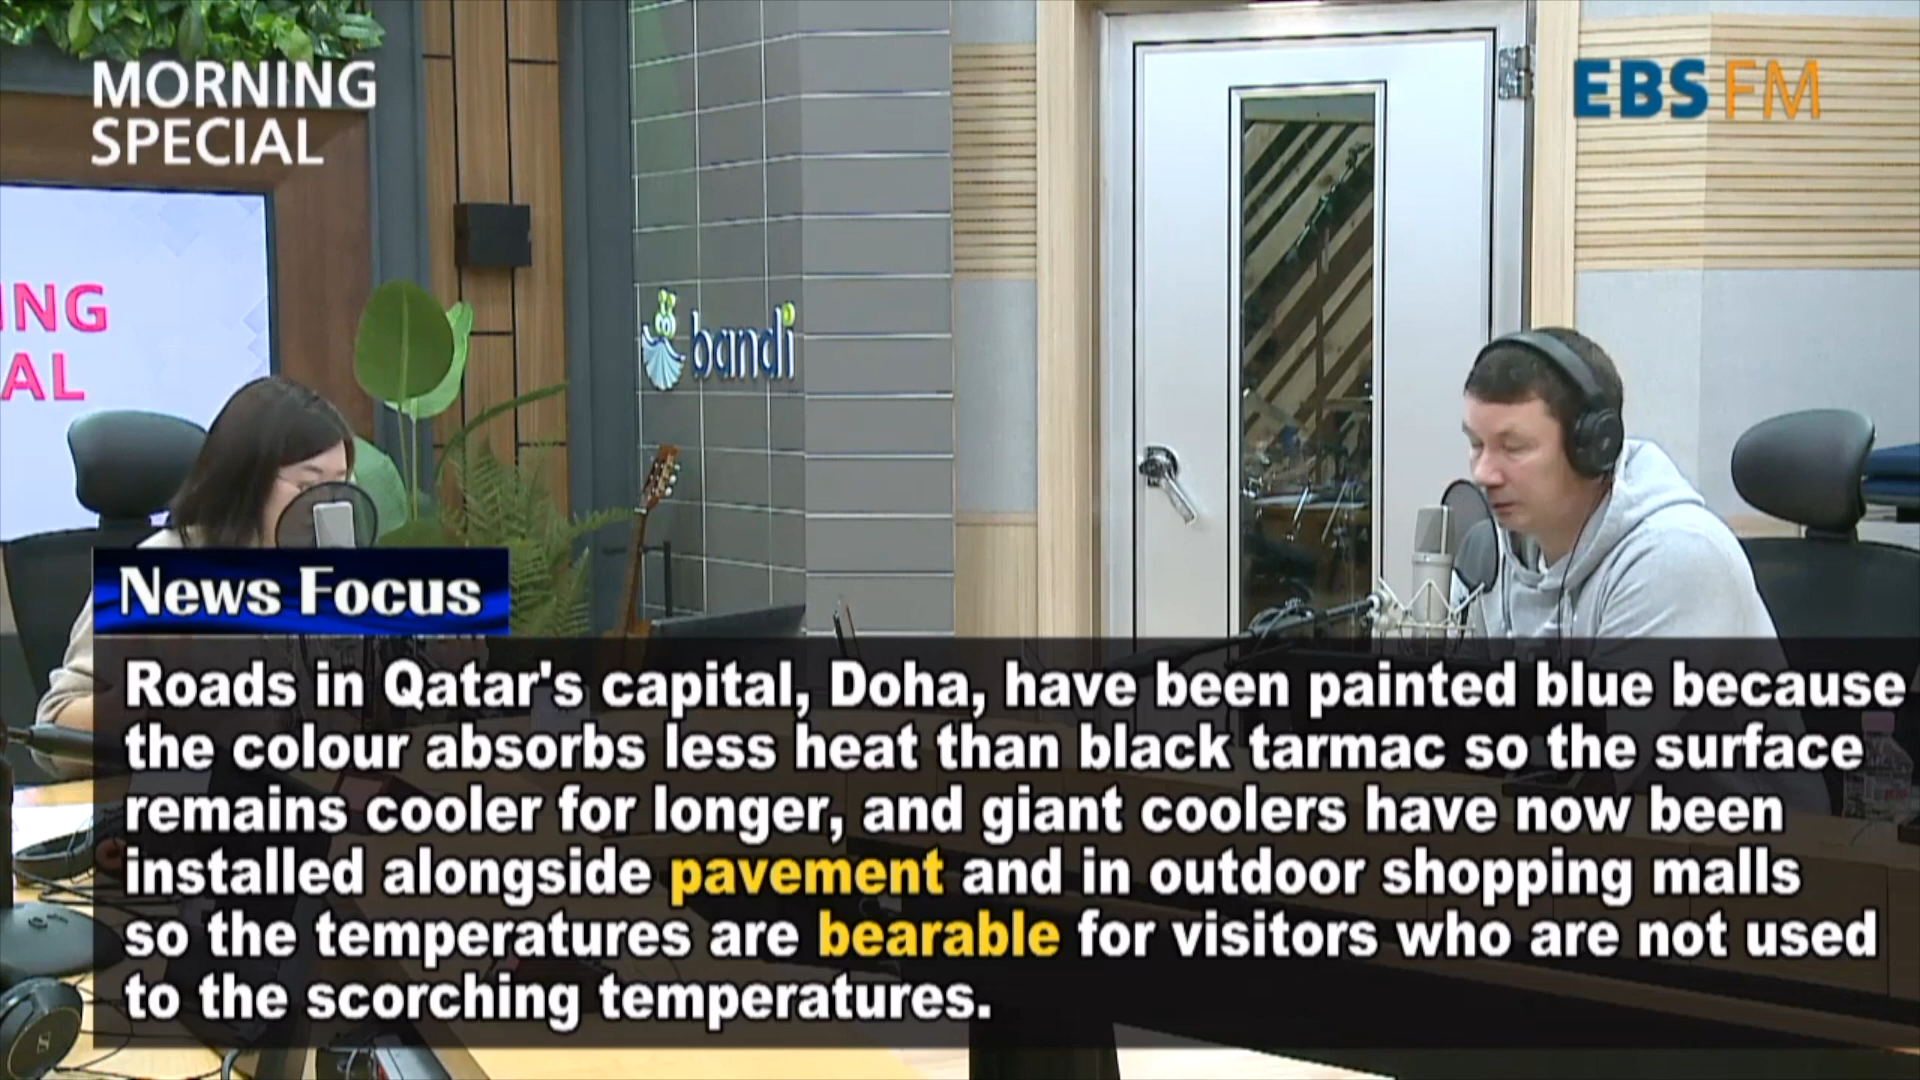 MORNING
SPECIAL
EBS FM
ING
AL
bandi
News Focus
Roads in Qatar's capital, Doha, have been painted blue because
the colour absorbs less heat than black tarmac so the surface
remains cooler for longer, and giant coolers have now been
installed alongside pavement and in outdoor shopping malls
so the temperatures are bearable for visitors who are not used
to the scorching temperatures.